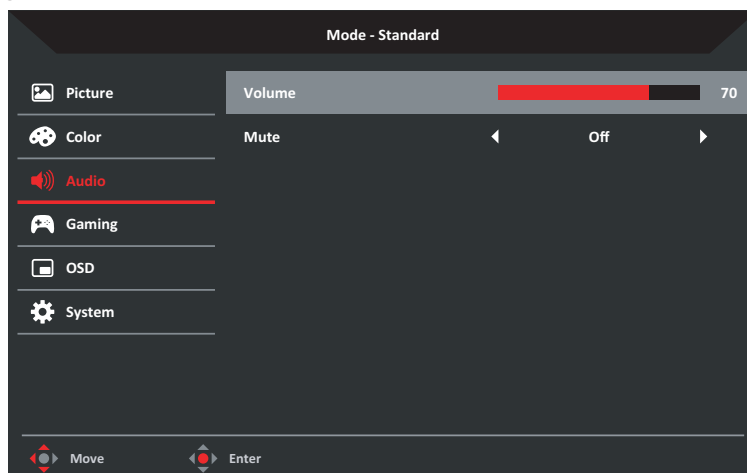 Mode - Standard
Picture
Volume 70
Color
Mute Off
Audio
Gaming
OSD
System
Move Enter